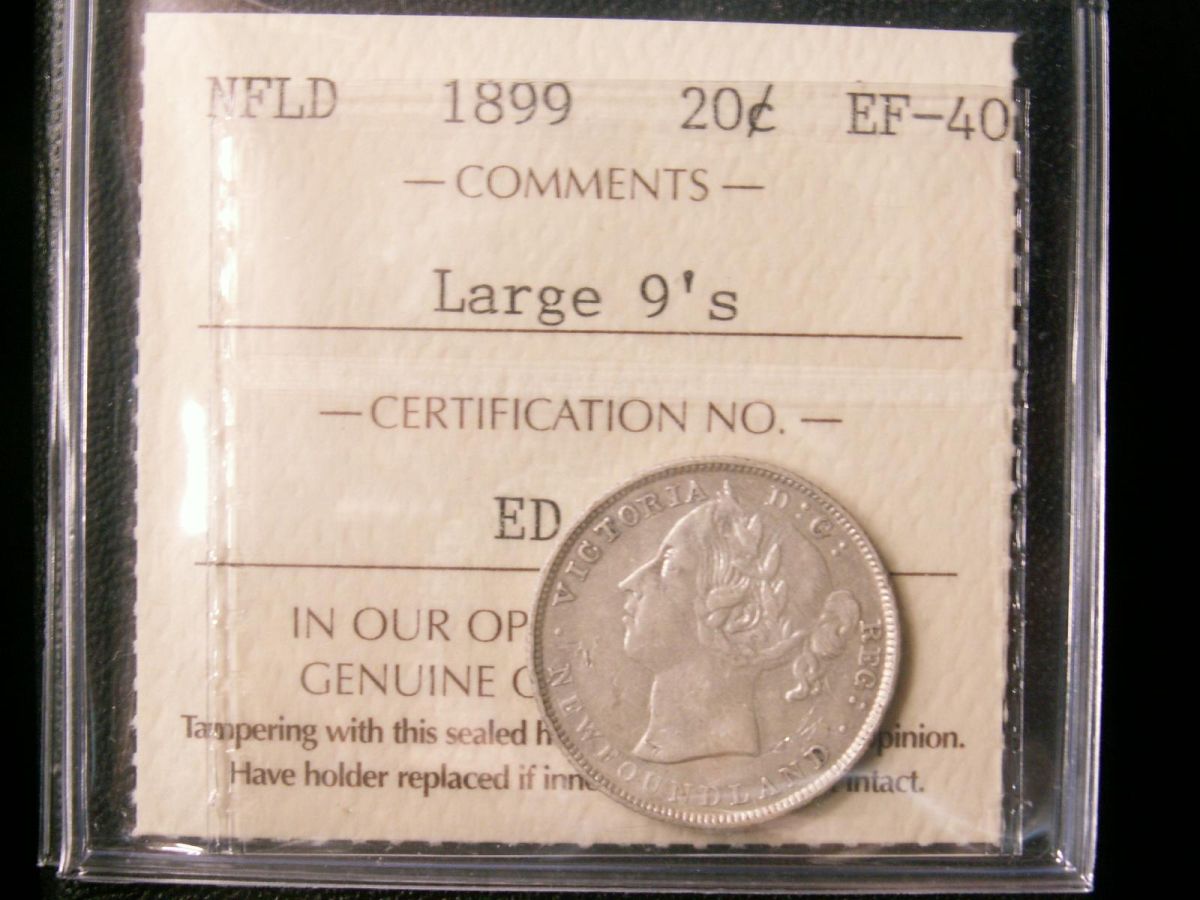 NFLD 1899 20¢ EF-40
— COMMENTS —
Large 9's
— CERTIFICATION NO. —
ED
IN OUR OP
GENUINE
Tampering with this sealed h pinion.
Have holder replaced if inne intact.
VICTORIA D:G: REG:
NEWFOUNDLAND